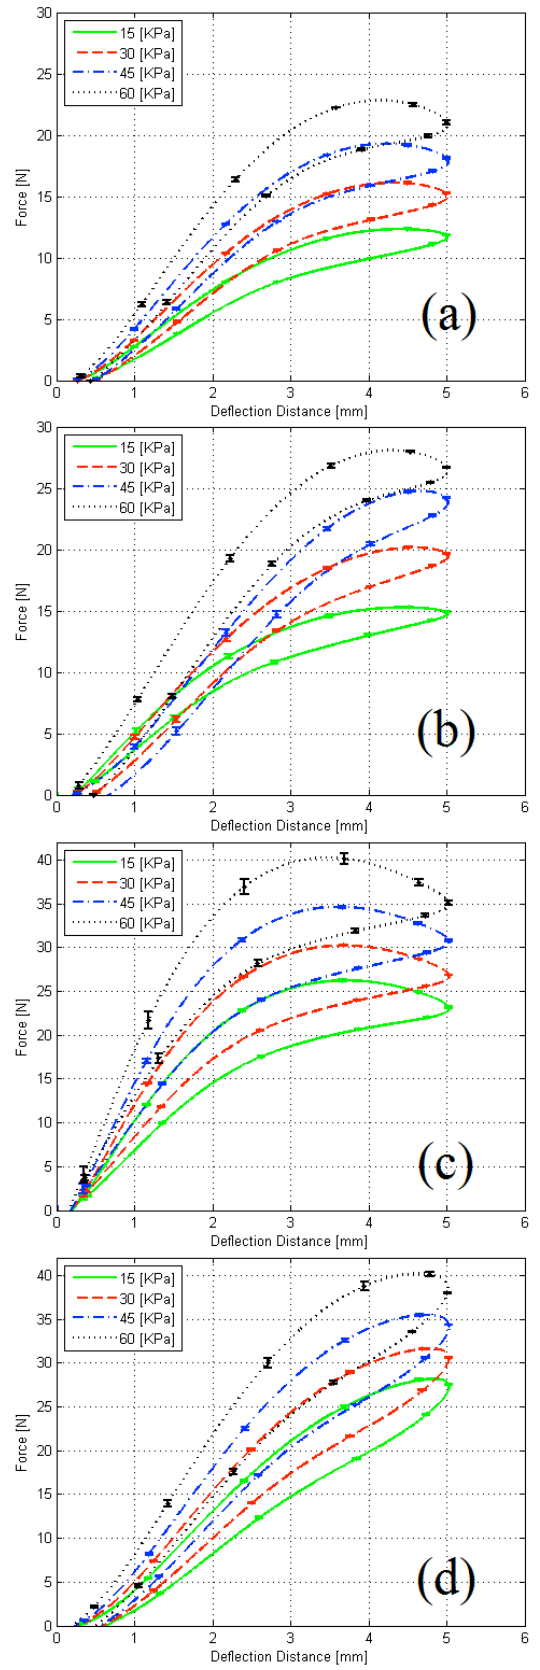 30
25
20
15
10
5
0
Force [N]
15 [KPa]
30 [KPa]
45 [KPa]
60 [KPa]
(a)
0 1 2 3 4 5 6
Deflection Distance [mm]
30
25
20
15
10
5
0
Force [N]
15 [KPa]
30 [KPa]
45 [KPa]
60 [KPa]
(b)
0 1 2 3 4 5 6
Deflection Distance [mm]
40
35
30
25
20
15
10
5
0
Force [N]
15 [KPa]
30 [KPa]
45 [KPa]
60 [KPa]
(c)
0 1 2 3 4 5 6
Deflection Distance [mm]
40
35
30
25
20
15
10
5
0
Force [N]
15 [KPa]
30 [KPa]
45 [KPa]
60 [KPa]
(d)
0 1 2 3 4 5 6
Deflection Distance [mm]